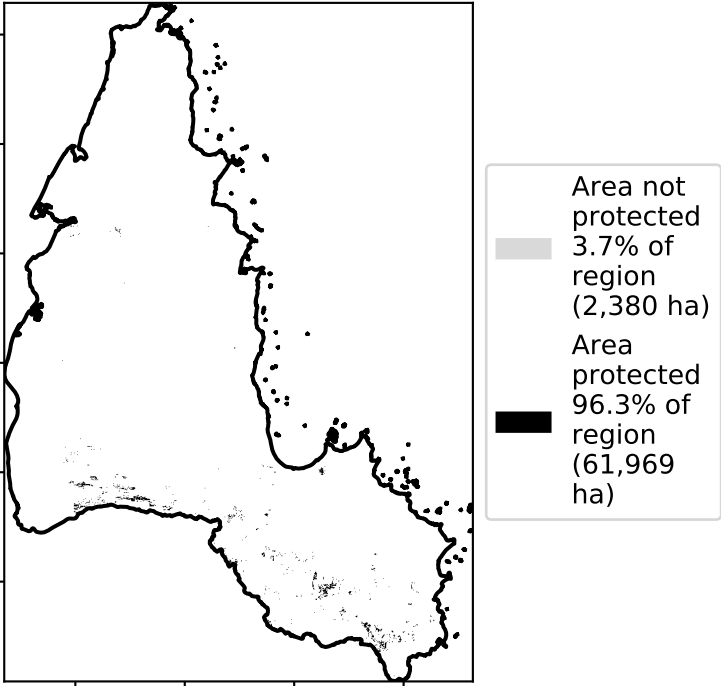 Area not
protected
3.7% of
region
(2,380 ha)
Area
protected
96.3% of
region
(61,969
ha)